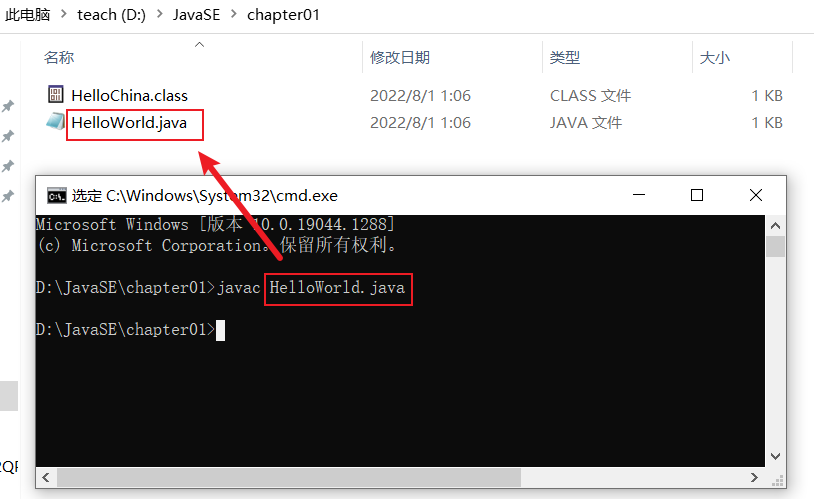 此电脑 > teach (D:) > JavaSE > chapter01
名称 修改日期 类型 大小
HelloChina.class 2022/8/1 1:06 CLASS 文件 1 KB
HelloWorld.java 2022/8/1 1:06 JAVA 文件 1 KB
选定 C:\Windows\System32\cmd.exe
Microsoft Windows [版本 10.0.19044.1288]
(c) Microsoft Corporation。保留所有权利。
D:\JavaSE\chapter01>javac HelloWorld.java
D:\JavaSE\chapter01>